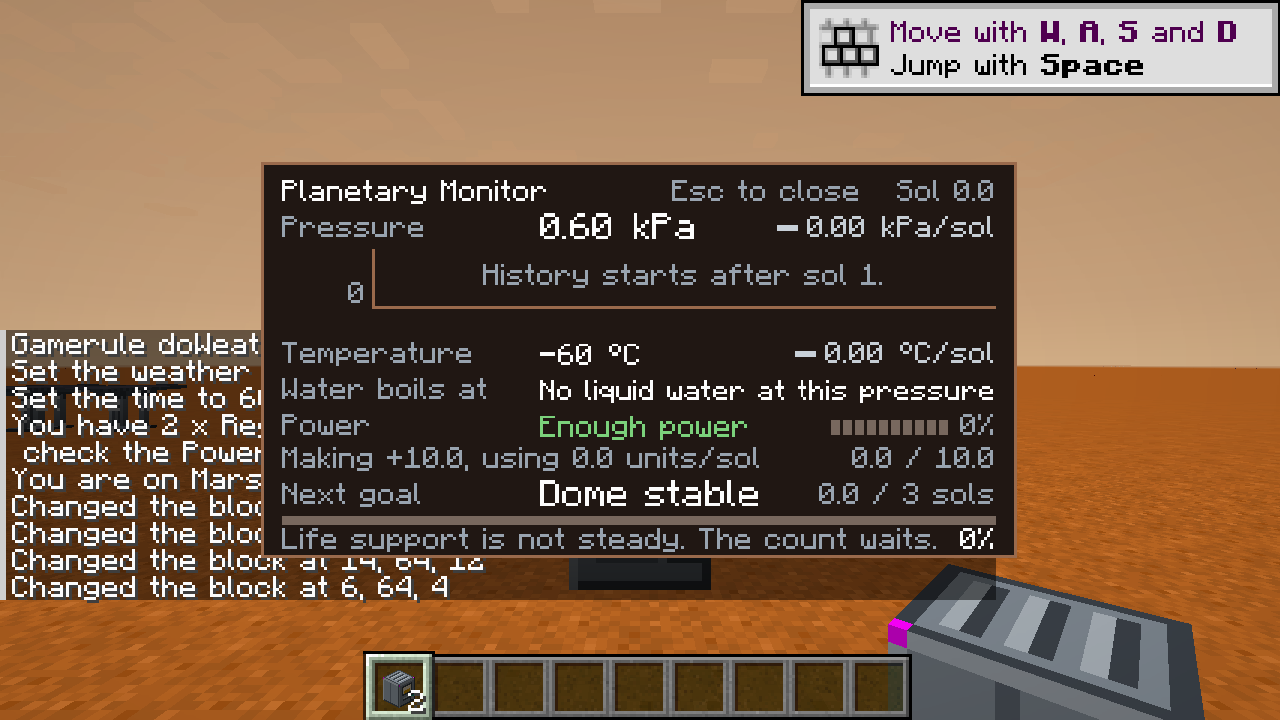 Move with W, A, S and D
Jump with Space
Planetary Monitor Esc to close Sol 0.0
Pressure 0.60 kPa 0.00 kPa/sol
History starts after sol 1.
0
Temperature -60 °C 0.00 °C/sol
Water boils at No liquid water at this pressure
Power Enough power 0%
Making +10.0, using 0.0 units/sol 0.0 / 10.0
Next goal Dome stable 0.0 / 3 sols
Life support is not steady. The count waits. 0%
Gamerule
Set the weather
Set the time to
You have 2 x
check the Power
You are on Mars
Changed the
Changed the
Changed the block at 14, 64, 12
Changed the block at 6, 64, 4
2